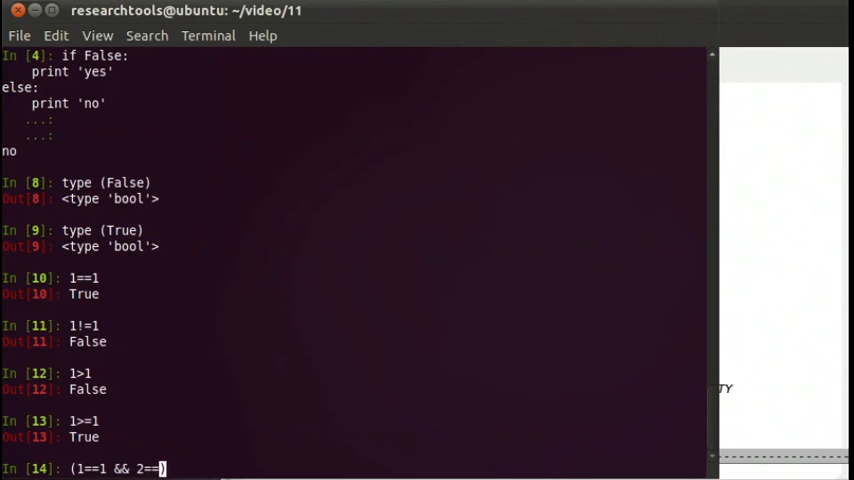 researchtools@ubuntu: ~/video/11
File Edit View Search Terminal Help
In [4]: if False:
    print 'yes'
else:
    print 'no'
   ...:
   ...:
no
In [8]: type (False)
Out[8]: <type 'bool'>
In [9]: type (True)
Out[9]: <type 'bool'>
In [10]: 1==1
Out[10]: True
In [11]: 1!=1
Out[11]: False
In [12]: 1>1
Out[12]: False
TY
In [13]: 1>=1
Out[13]: True
In [14]: (1==1 && 2==)